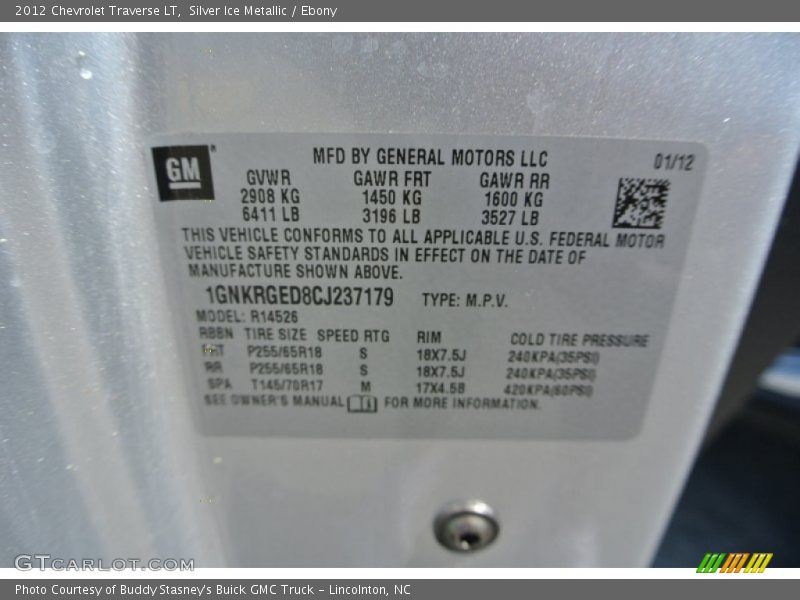 2012 Chevrolet Traverse LT, Silver Ice Metallic / Ebony
GM
MFD BY GENERAL MOTORS LLC 01/12
GVWR GAWR FRT GAWR RR
2908 KG 1450 KG 1600 KG
6411 LB 3196 LB 3527 LB
THIS VEHICLE CONFORMS TO ALL APPLICABLE U.S. FEDERAL MOTOR
VEHICLE SAFETY STANDARDS IN EFFECT ON THE DATE OF
MANUFACTURE SHOWN ABOVE.
1GNKRGED8CJ237179 TYPE: M.P.V.
MODEL: R14526
RBBN TIRE SIZE SPEED RTG RIM COLD TIRE PRESSURE
FRT P255/65R18 S 18X7.5J 240KPA(35PSI)
RR P255/65R18 S 18X7.5J 240KPA(35PSI)
SPA T145/70R17 M 17X4.5B 420KPA(60PSI)
SEE OWNER'S MANUAL FOR MORE INFORMATION.
GTCARLOT.COM
Photo Courtesy of Buddy Stasney's Buick GMC Truck - Lincolnton, NC